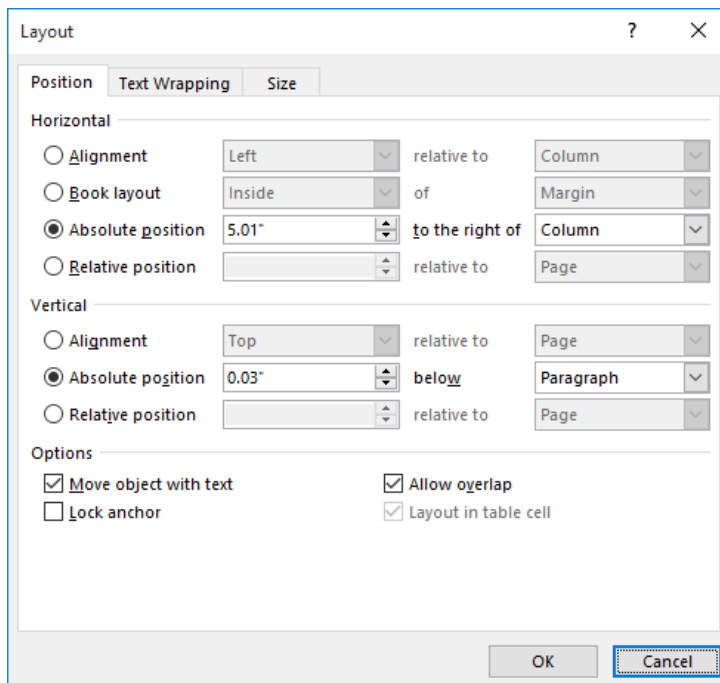 Layout ?
Position Text Wrapping Size
Horizontal
Alignment Left relative to Column
Book layout Inside of Margin
Absolute position 5.01" to the right of Column
Relative position relative to Page
Vertical
Alignment Top relative to Page
Absolute position 0.03" below Paragraph
Relative position relative to Page
Options
Move object with text Allow overlap
Lock anchor Layout in table cell
OK Cancel